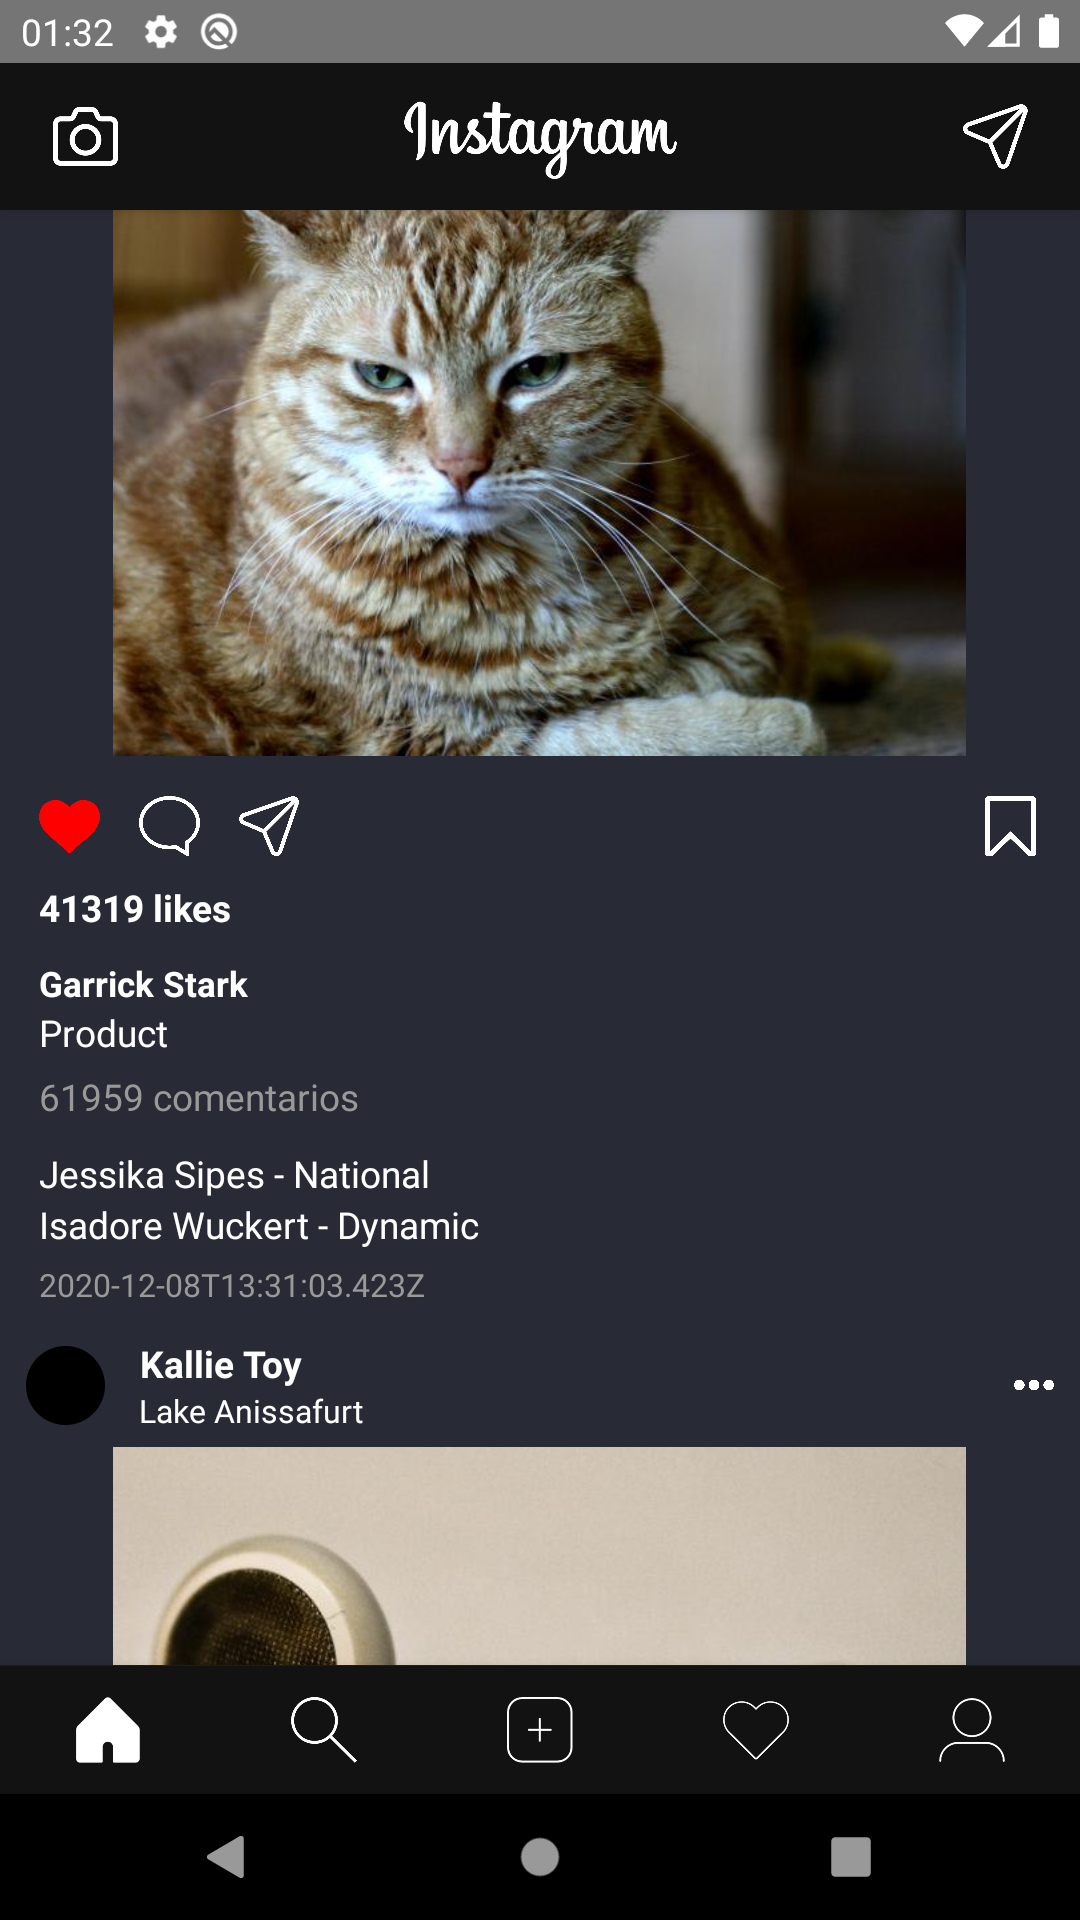 01:32
Instagram
41319 likes
Garrick Stark
Product
61959 comentarios
Jessika Sipes - National
Isadore Wuckert - Dynamic
2020-12-08T13:31:03.423Z
Kallie Toy
Lake Anissafurt